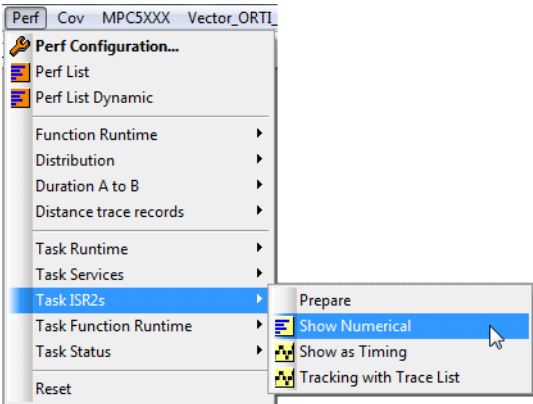 Perf Cov MPC5XXX Vector_ORTI_
Perf Configuration...
Perf List
Perf List Dynamic
Function Runtime
Distribution
Duration A to B
Distance trace records
Task Runtime
Task Services
Task ISR2s
Prepare
Task Function Runtime
Show Numerical
Task Status
Show as Timing
Tracking with Trace List
Reset